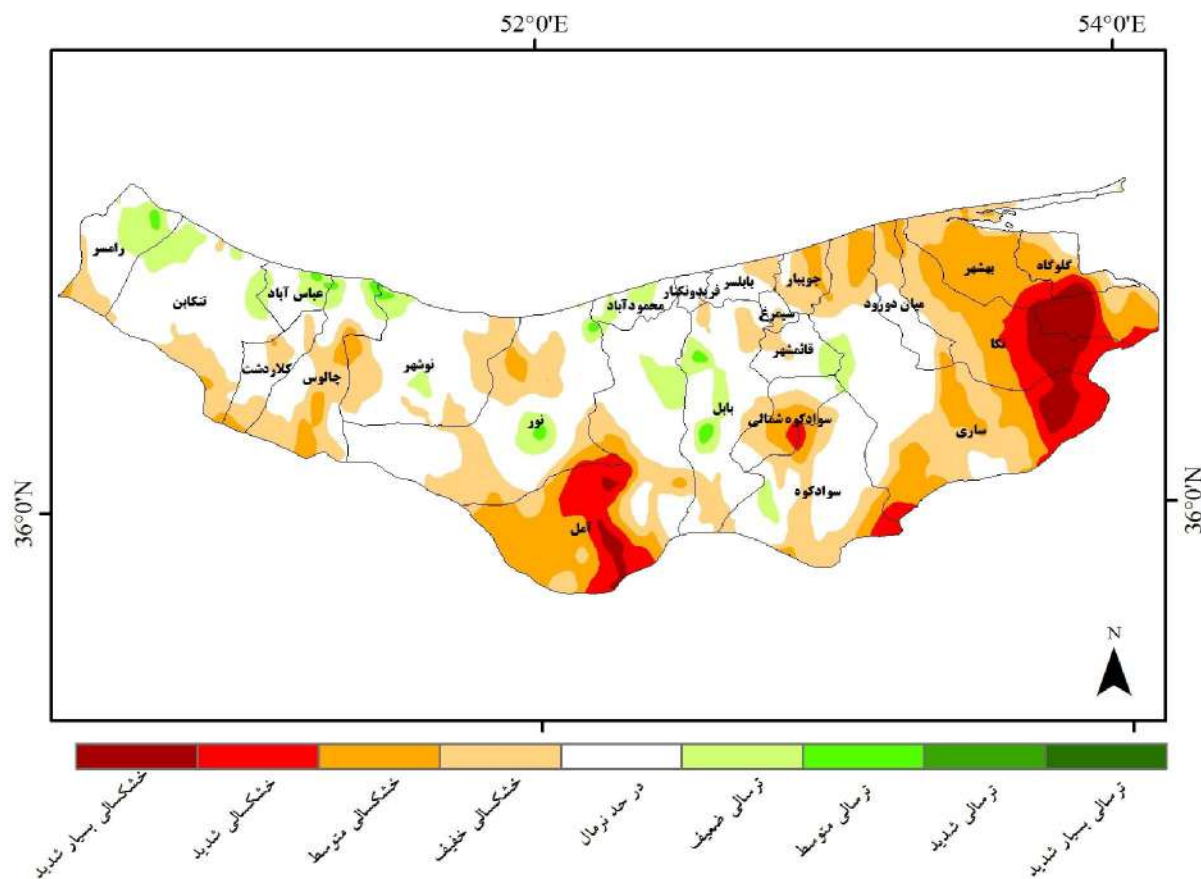 52°0'E
54°0'E
رامسر
تنکابن
عباس آباد
کلاردشت
چالوس
نوشهر
نور
محمودآباد
فریدونکنار
بابلسر
جویبار
سیمرغ
قائمشهر
میان دورود
بهشهر
گلوگاه
نکا
بابل
سوادکوه شمالی
ساری
سوادکوه
آمل
36°0'N
36°0'N
N
خشکسالی بسیار شدید
خشکسالی شدید
خشکسالی متوسط
خشکسالی خفیف
در حد نرمال
ترسالی ضعیف
ترسالی متوسط
ترسالی شدید
ترسالی بسیار شدید